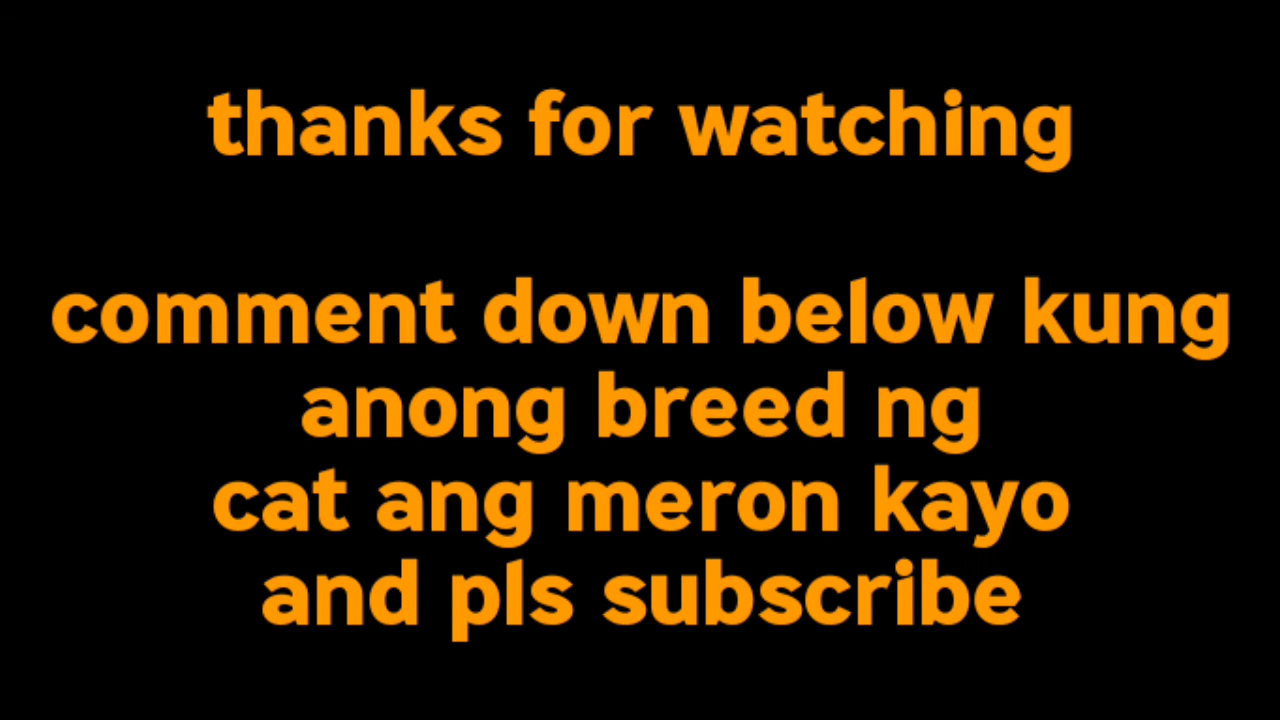 thanks for watching
comment down below kung
anong breed ng
cat ang meron kayo
and pls subscribe